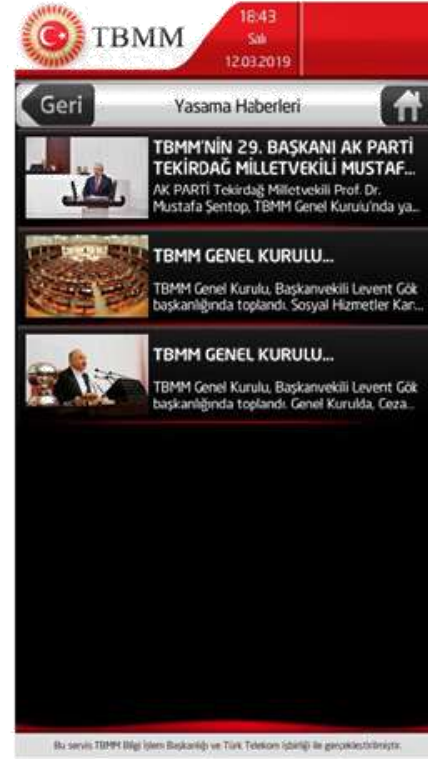 TBMM
18:43
Salı
12.03.2019
Geri
Yasama Haberleri
TBMM'NİN 29. BAŞKANI AK PARTİ
TEKİRDAĞ MİLLETVEKİLİ MUSTAF...
AK PARTİ Tekirdağ Milletvekili Prof. Dr.
Mustafa Şentop, TBMM Genel Kurulu'nda ya...
TBMM GENEL KURULU...
TBMM Genel Kurulu, Başkanvekili Levent Gök
başkanlığında toplandı. Sosyal Hizmetler Kar...
TBMM GENEL KURULU...
TBMM Genel Kurulu, Başkanvekili Levent Gök
başkanlığında toplandı. Genel Kurulda, Ceza...
Bu servis TBMM Bilgi İşlem Başkanlığı ve Türk Telekom işbirliği ile gerçekleştirilmiştir.